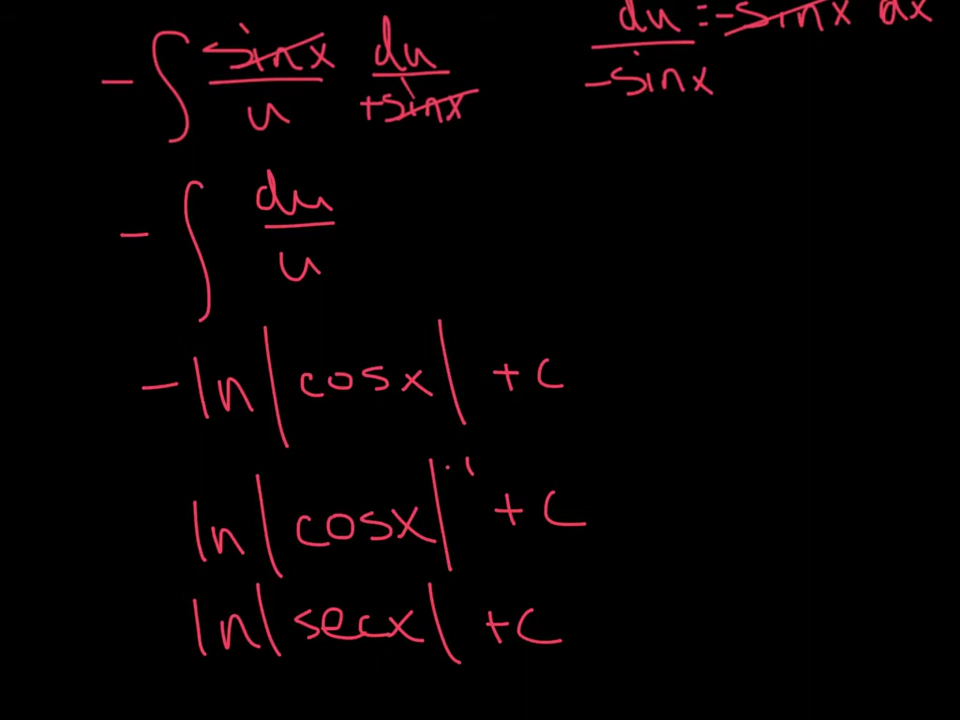 du = -sinx dx
-sinx
- ∫ sinx/u du/+sinx
- ∫ du/u
-ln|cosx| + c
ln|cosx|⁻¹ + c
ln|secx| + c